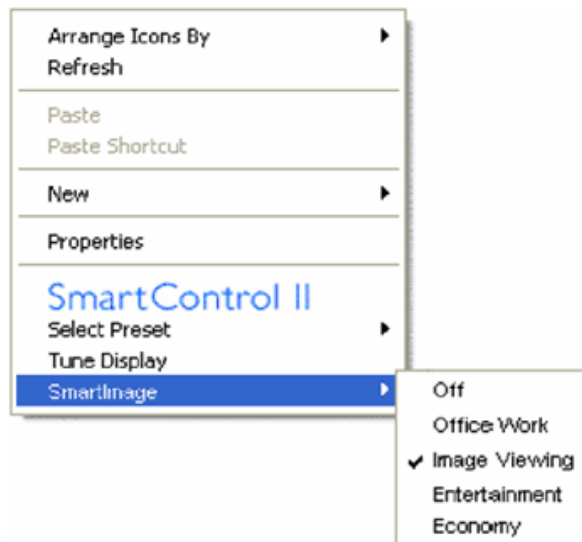 Arrange Icons By
Refresh
Paste
Paste Shortcut
New
Properties
SmartControl II
Select Preset
Tune Display
SmartImage
Off
Office Work
Image Viewing
Entertainment
Economy